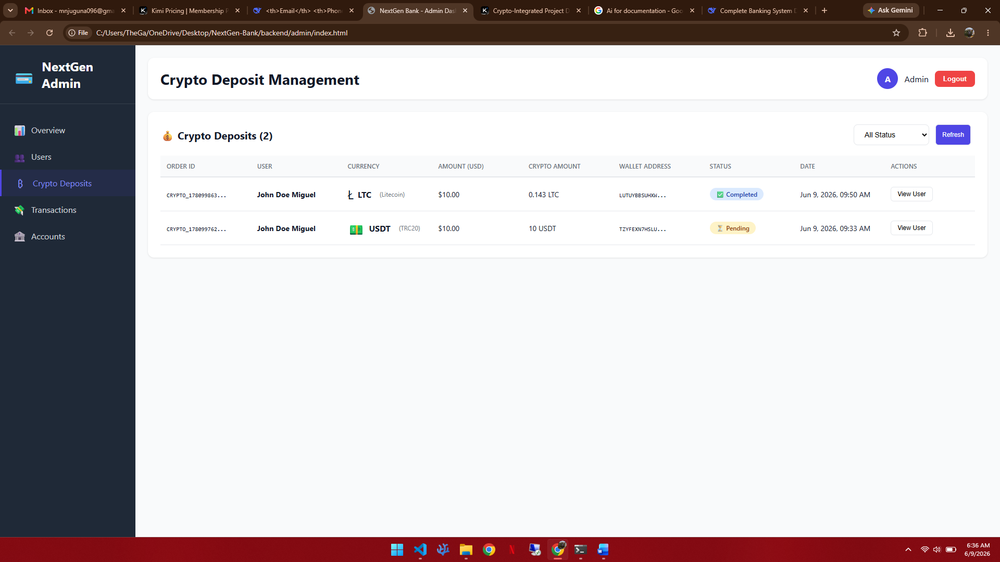 Inbox - mnjuguna096@gma
Kimi Pricing | Membership P
<th>Email</th> <th>Phon
NextGen Bank - Admin Das
Crypto-Integrated Project D
Ai for documentation - Goo
Complete Banking System D
Ask Gemini
File
C:/Users/TheGa/OneDrive/Desktop/NextGen-Bank/backend/admin/index.html
NextGen
Admin
Overview
Users
Crypto Deposits
Transactions
Accounts
Crypto Deposit Management
A
Admin
Logout
Crypto Deposits (2)
All Status
Refresh
ORDER ID USER CURRENCY AMOUNT (USD) CRYPTO AMOUNT WALLET ADDRESS STATUS DATE ACTIONS
CRYPTO_178099863... John Doe Miguel Ł LTC (Litecoin) $10.00 0.143 LTC LUTUYBBSUHXW... Completed Jun 9, 2026, 09:50 AM View User
CRYPTO_178099762... John Doe Miguel USDT (TRC20) $10.00 10 USDT TZYFEXN7HSLU... Pending Jun 9, 2026, 09:33 AM View User
6:36 AM
6/9/2026